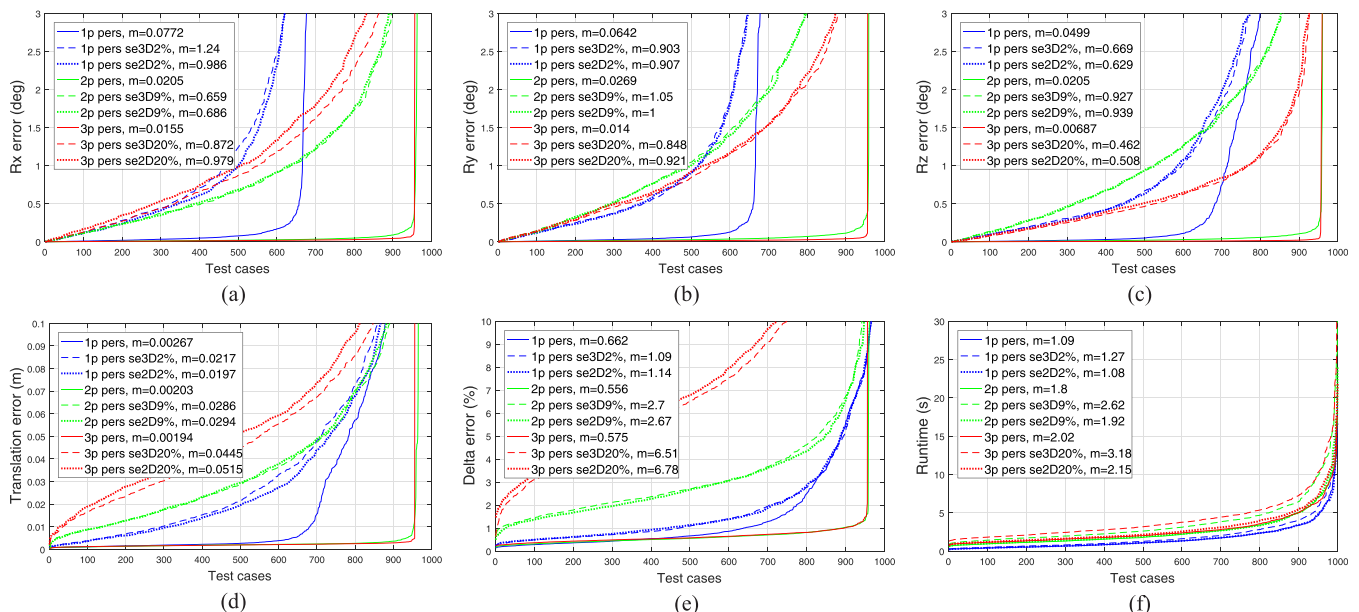 3
2.5
2
1.5
1
0.5
0
Rx error (deg)
1p pers, m=0.0772
1p pers se3D2%, m=1.24
1p pers se2D2%, m=0.986
2p pers, m=0.0205
2p pers se3D9%, m=0.659
2p pers se2D9%, m=0.686
3p pers, m=0.0155
3p pers se3D20%, m=0.872
3p pers se2D20%, m=0.979
0 100 200 300 400 500 600 700 800 900 1000
Test cases
(a)
3
2.5
2
1.5
1
0.5
0
Ry error (deg)
1p pers, m=0.0642
1p pers se3D2%, m=0.903
1p pers se2D2%, m=0.907
2p pers, m=0.0269
2p pers se3D9%, m=1.05
2p pers se2D9%, m=1
3p pers, m=0.014
3p pers se3D20%, m=0.848
3p pers se2D20%, m=0.921
0 100 200 300 400 500 600 700 800 900 1000
Test cases
(b)
3
2.5
2
1.5
1
0.5
0
Rz error (deg)
1p pers, m=0.0499
1p pers se3D2%, m=0.669
1p pers se2D2%, m=0.629
2p pers, m=0.0205
2p pers se3D9%, m=0.927
2p pers se2D9%, m=0.939
3p pers, m=0.00687
3p pers se3D20%, m=0.462
3p pers se2D20%, m=0.508
0 100 200 300 400 500 600 700 800 900 1000
Test cases
(c)
0.1
0.09
0.08
0.07
0.06
0.05
0.04
0.03
0.02
0.01
0
Translation error (m)
1p pers, m=0.00267
1p pers se3D2%, m=0.0217
1p pers se2D2%, m=0.0197
2p pers, m=0.00203
2p pers se3D9%, m=0.0286
2p pers se2D9%, m=0.0294
3p pers, m=0.00194
3p pers se3D20%, m=0.0445
3p pers se2D20%, m=0.0515
0 100 200 300 400 500 600 700 800 900 1000
Test cases
(d)
10
9
8
7
6
5
4
3
2
1
0
Delta error (%)
1p pers, m=0.662
1p pers se3D2%, m=1.09
1p pers se2D2%, m=1.14
2p pers, m=0.556
2p pers se3D9%, m=2.7
2p pers se2D9%, m=2.67
3p pers, m=0.575
3p pers se3D20%, m=6.51
3p pers se2D20%, m=6.78
0 100 200 300 400 500 600 700 800 900 1000
Test cases
(e)
30
25
20
15
10
5
0
Runtime (s)
1p pers, m=1.09
1p pers se3D2%, m=1.27
1p pers se2D2%, m=1.08
2p pers, m=1.8
2p pers se3D9%, m=2.62
2p pers se2D9%, m=1.92
3p pers, m=2.02
3p pers se3D20%, m=3.18
3p pers se2D20%, m=2.15
0 100 200 300 400 500 600 700 800 900 1000
Test cases
(f)